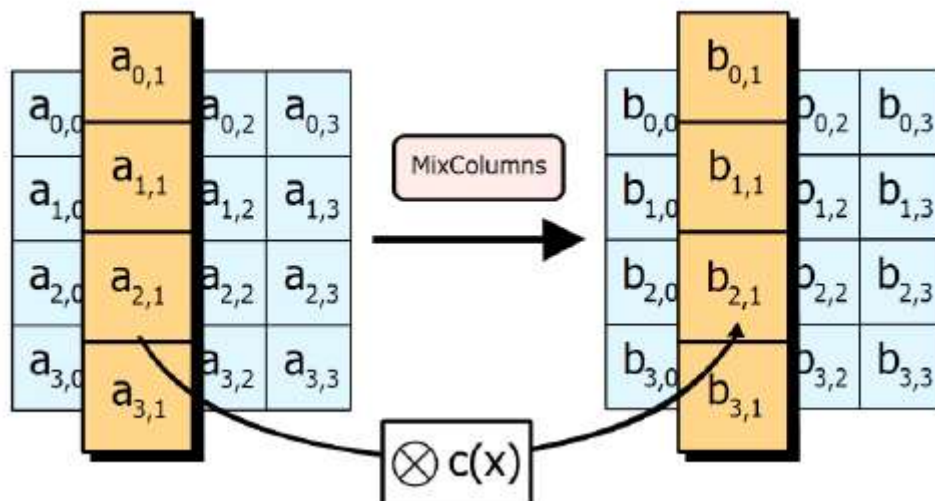 a0,1 b0,1
a0,0 a0,2 a0,3 b0,0 b0,2 b0,3
MixColumns
a1,1 b1,1
a1,0 a1,2 a1,3 b1,0 b1,2 b1,3
a2,0 a2,1 a2,2 a2,3 b2,0 b2,1 b2,2 b2,3
a3,0 a3,2 a3,3 b3,0 b3,2 b3,3
a3,1 b3,1
⊗ c(x)